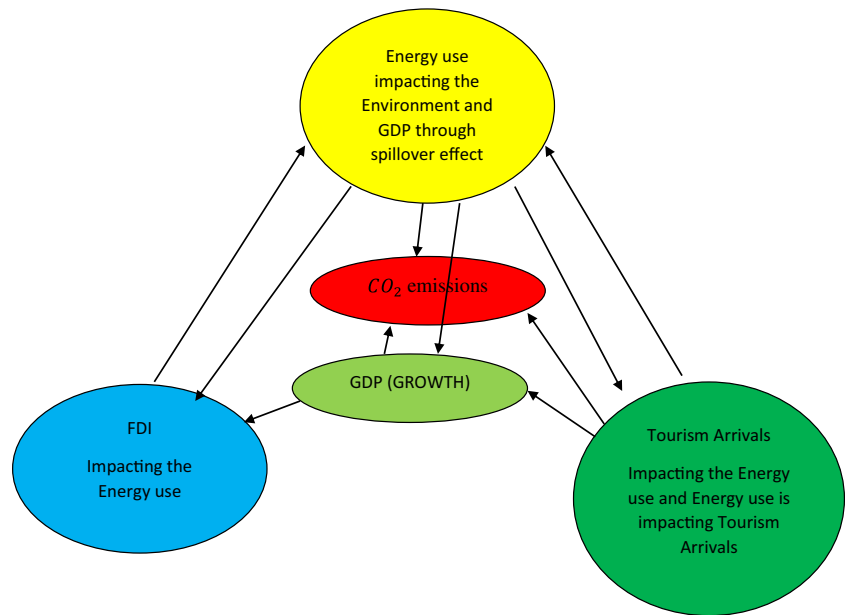 Energy use
impacting the
Environment and
GDP through
spillover effect
CO₂ emissions
GDP (GROWTH)
FDI
Impacting the
Energy use
Tourism Arrivals
Impacting the Energy
use and Energy use is
impacting Tourism
Arrivals